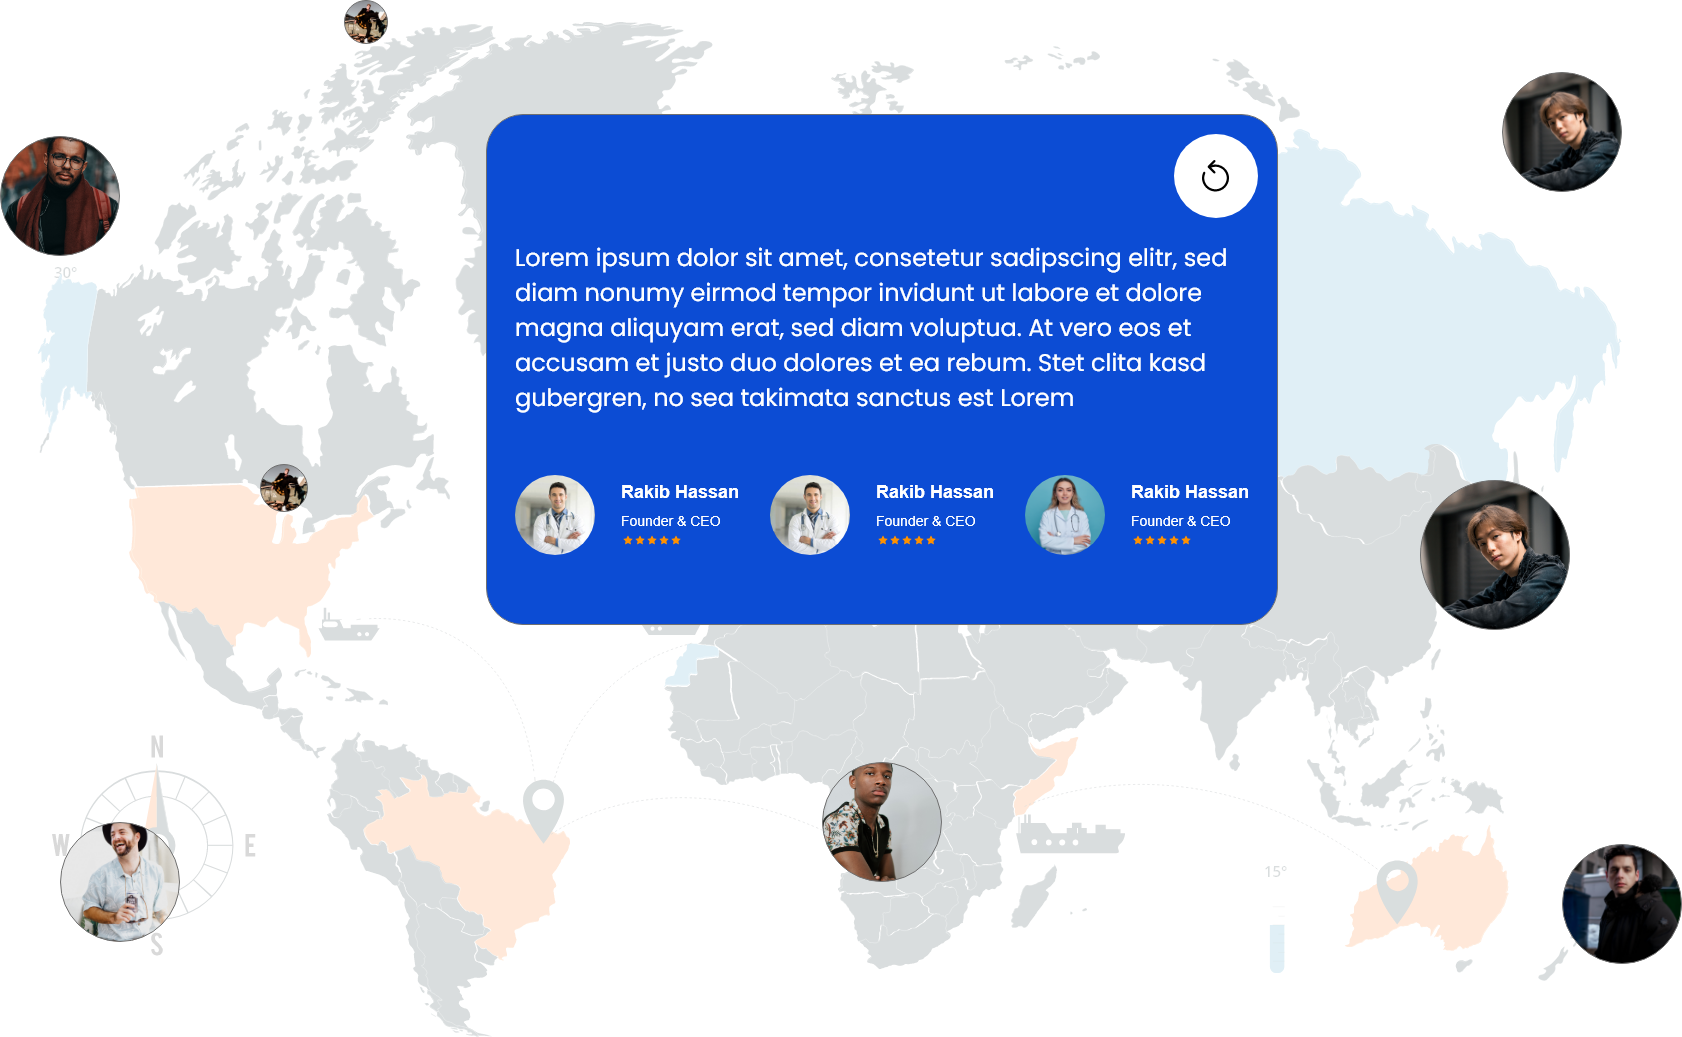 30°
Lorem ipsum dolor sit amet, consetetur sadipscing elitr, sed
diam nonumy eirmod tempor invidunt ut labore et dolore
magna aliquyam erat, sed diam voluptua. At vero eos et
accusam et justo duo dolores et ea rebum. Stet clita kasd
gubergren, no sea takimata sanctus est Lorem
Rakib Hassan
Founder & CEO
Rakib Hassan
Founder & CEO
Rakib Hassan
Founder & CEO
N
W
E
S
15°